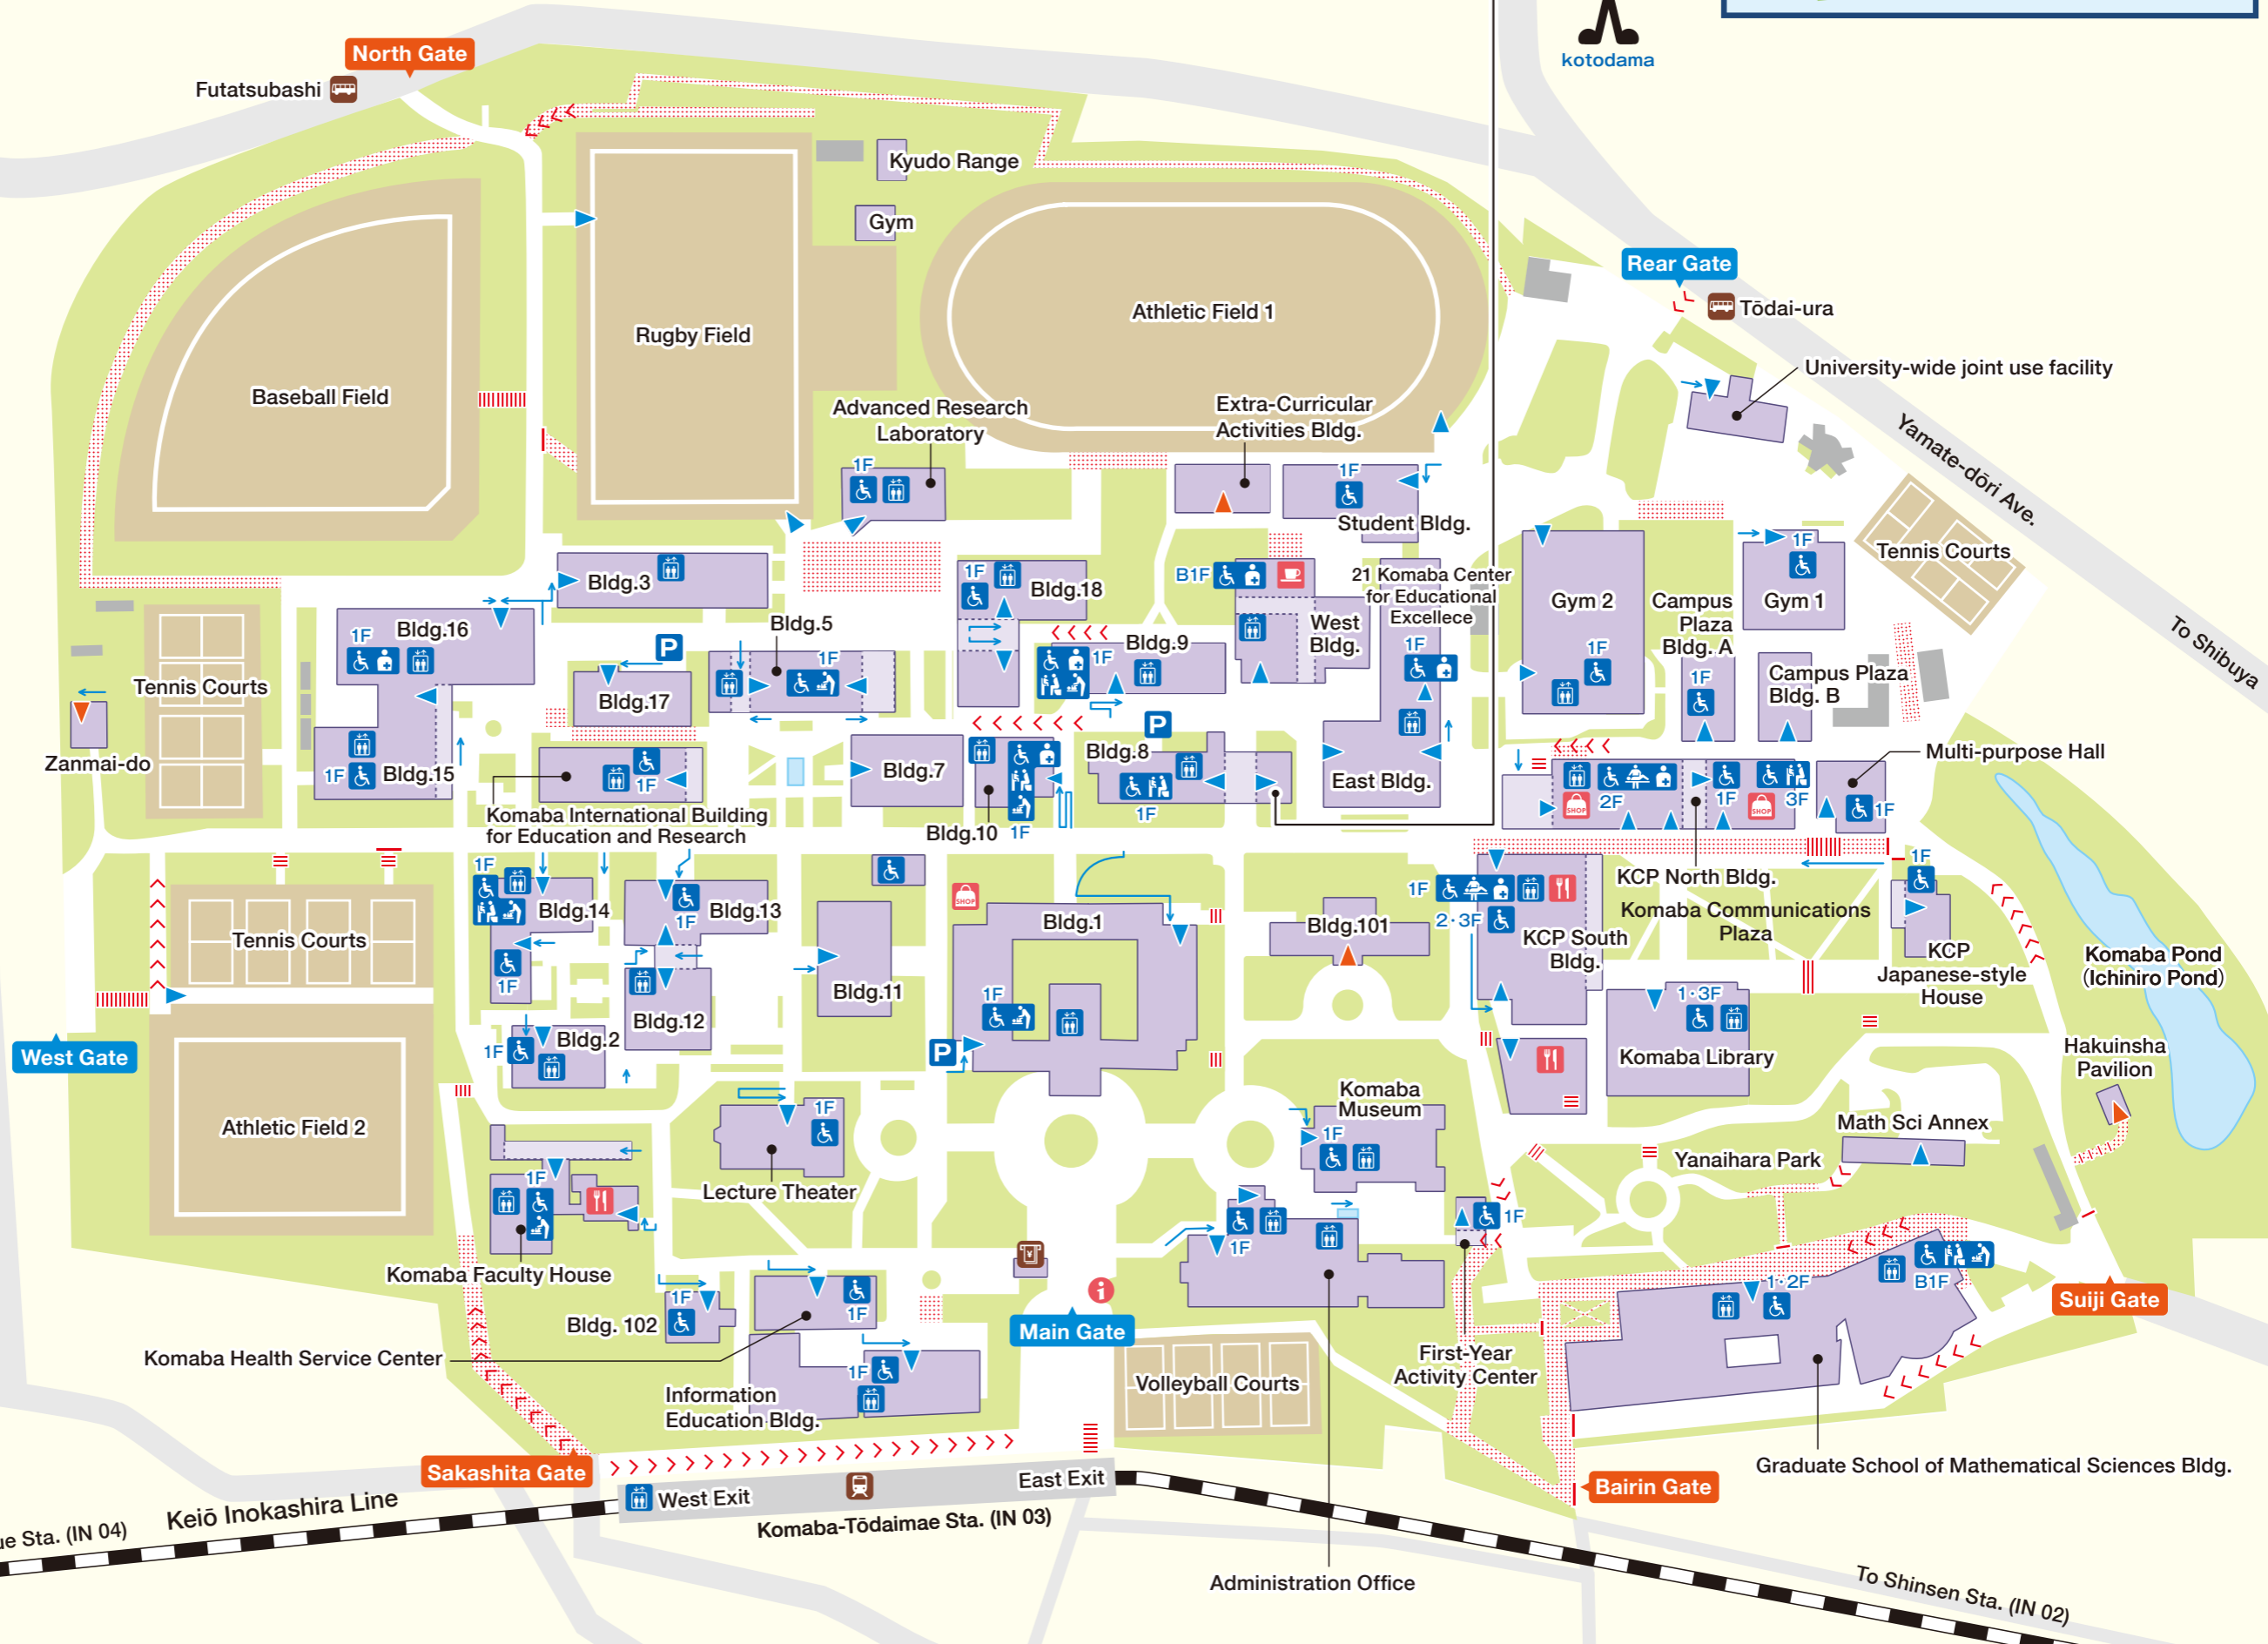 kotodama
North Gate
Futatsubashi
Kyudo Range
Gym
Rear Gate
Tōdai-ura
Athletic Field 1
Rugby Field
Baseball Field
University-wide joint use facility
Yamate-dōri Ave.
To Shibuya
Advanced Research
Laboratory
1F
Extra-Curricular
Activities Bldg.
1F
Student Bldg.
Tennis Courts
Bldg.3
1F
Bldg.18
B1F
21 Komaba Center
for Educational
Excellece
1F
Gym 2
1F
Campus
Plaza
Bldg. A
1F
1F
Gym 1
Bldg.16
1F
P
Bldg.5
1F
Bldg.9
1F
West
Bldg.
Campus Plaza
Bldg. B
Tennis Courts
Bldg.17
Zanmai-do
1F
Bldg.15
1F
Komaba International Building
for Education and Research
Bldg.7
Bldg.10
1F
P
Bldg.8
1F
East Bldg.
SHOP
2F
1F
SHOP
3F
Multi-purpose Hall
1F
KCP North Bldg.
Komaba Communications
Plaza
1F
KCP
Japanese-style
House
Komaba Pond
(Ichiniro Pond)
1F
Bldg.14
1F
1F
Bldg.13
SHOP
Bldg.1
1F
Bldg.101
1F
2·3F
KCP South
Bldg.
Tennis Courts
Bldg.11
Bldg.12
1F
Bldg.2
P
1·3F
Komaba Library
West Gate
Hakuinsha
Pavilion
Athletic Field 2
1F
Lecture Theater
Komaba
Museum
1F
Math Sci Annex
Yanaihara Park
1F
Komaba Faculty House
1F
1F
1·2F
B1F
Suiji Gate
1F
Bldg. 102
1F
Komaba Health Service Center
Main Gate
1F
Information
Education Bldg.
Volleyball Courts
First-Year
Activity Center
Graduate School of Mathematical Sciences Bldg.
Sakashita Gate
West Exit
East Exit
Bairin Gate
Keiō Inokashira Line
Komaba-Tōdaimae Sta. (IN 03)
ue Sta. (IN 04)
Administration Office
To Shinsen Sta. (IN 02)